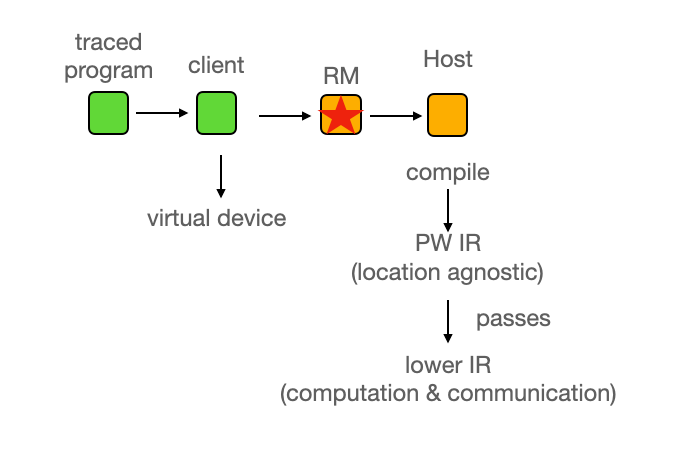 traced
program
client
RM
Host
virtual device
compile
PW IR
(location agnostic)
passes
lower IR
(computation & communication)